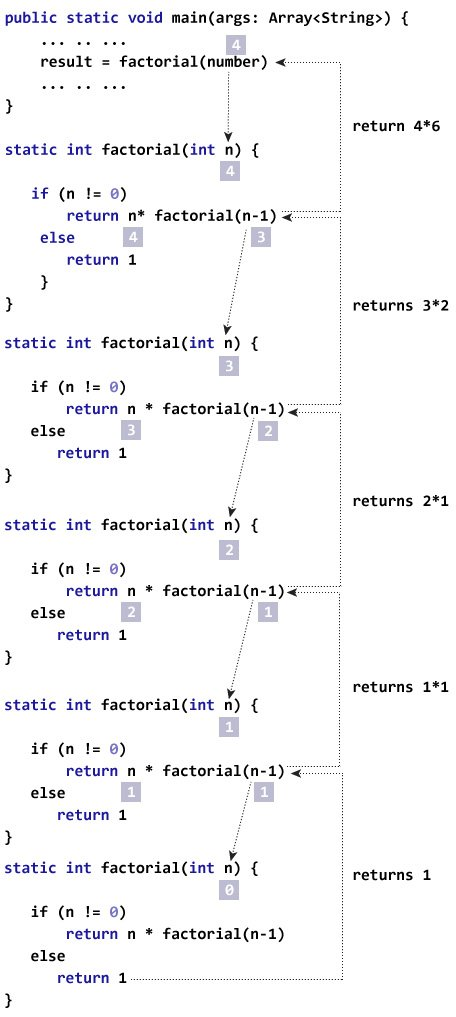 public static void main(args: Array<String>) {
... .. ... 4
result = factorial(number)
... .. ...
}
return 4*6
static int factorial(int n) {
4
if (n != 0)
return n* factorial(n-1)
else 4 3
return 1
}
}
returns 3*2
static int factorial(int n) {
3
if (n != 0)
return n * factorial(n-1)
else 3 2
return 1
}
returns 2*1
static int factorial(int n) {
2
if (n != 0)
return n * factorial(n-1)
else 2 1
return 1
}
returns 1*1
static int factorial(int n) {
1
if (n != 0)
return n * factorial(n-1)
else 1 1
return 1
}
static int factorial(int n) {
returns 1
0
if (n != 0)
return n * factorial(n-1)
else
return 1
}